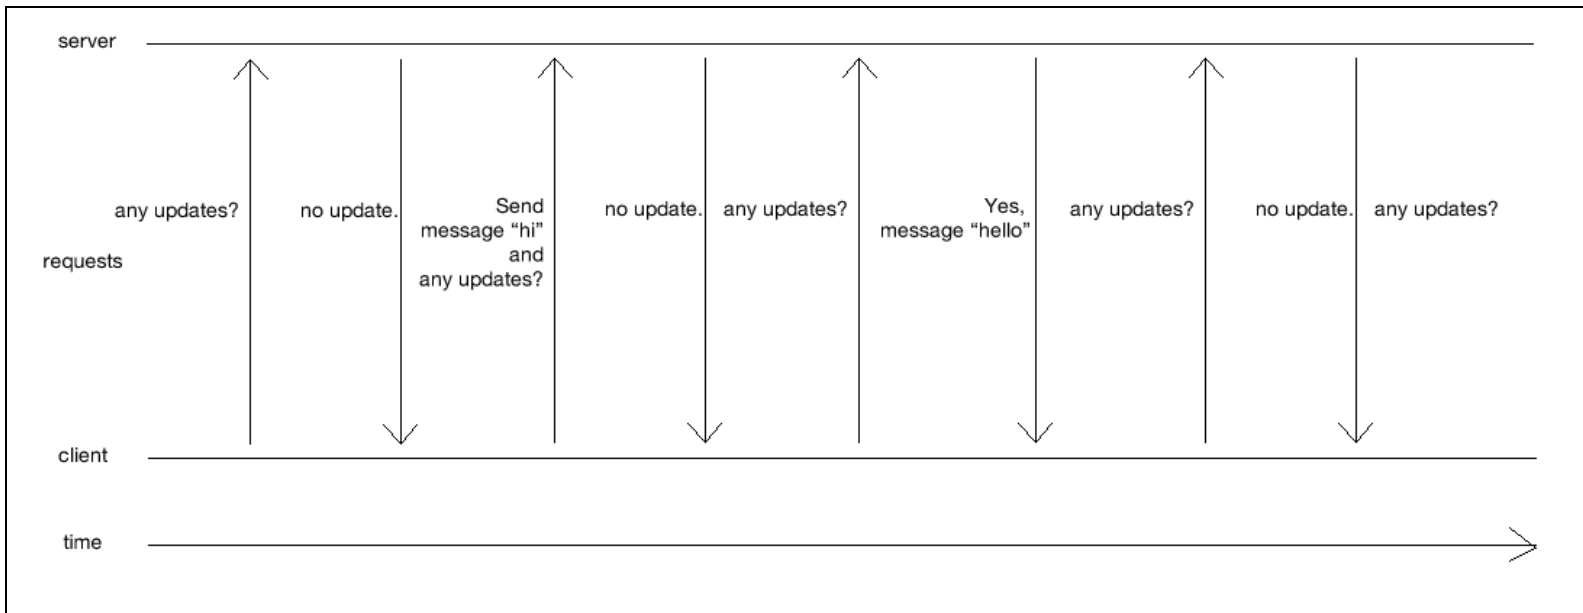 server
any updates?
no update.
Send
message “hi”
and
any updates?
no update.
any updates?
Yes,
message “hello”
any updates?
no update.
any updates?
requests
client
time